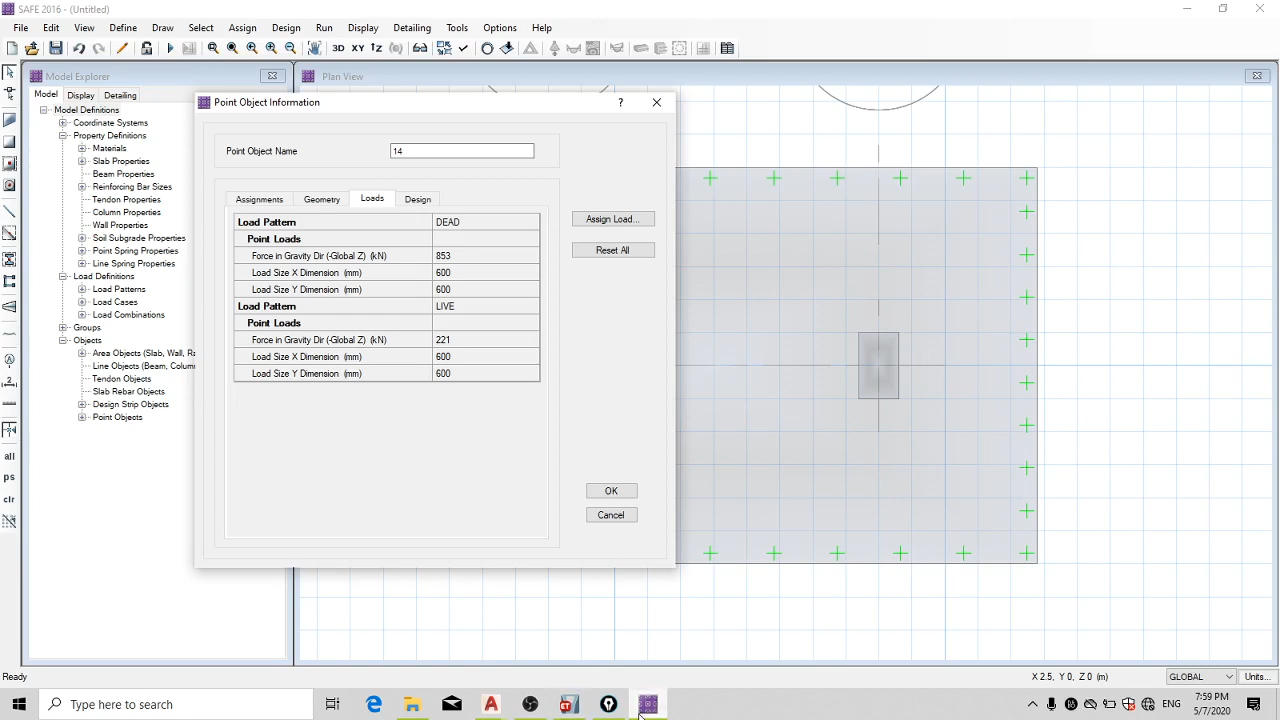 SAFE 2016 - (Untitled)
File Edit View Define Draw Select Assign Design Run Display Detailing Tools Options Help
3D XY
Model Explorer
Plan View
Model Display Detailing
Model Definitions
Coordinate Systems
Property Definitions
Materials
Slab Properties
Beam Properties
Reinforcing Bar Sizes
Tendon Properties
Column Properties
Wall Properties
Soil Subgrade Properties
Point Spring Properties
Line Spring Properties
Load Definitions
Load Patterns
Load Cases
Load Combinations
Groups
Objects
Area Objects (Slab, Wall, Ra
Line Objects (Beam, Column
Tendon Objects
Slab Rebar Objects
Design Strip Objects
Point Objects
all
ps
clr
Point Object Information
?
Point Object Name 14
Assignments Geometry Loads Design
Load Pattern DEAD
Point Loads
Force in Gravity Dir (-Global Z) (kN) 853
Load Size X Dimension (mm) 600
Load Size Y Dimension (mm) 600
Load Pattern LIVE
Point Loads
Force in Gravity Dir (-Global Z) (kN) 221
Load Size X Dimension (mm) 600
Load Size Y Dimension (mm) 600
Assign Load...
Reset All
OK
Cancel
Ready
X 2.5, Y 0, Z 0 (m)
GLOBAL
Units...
Type here to search
7:59 PM
5/7/2020